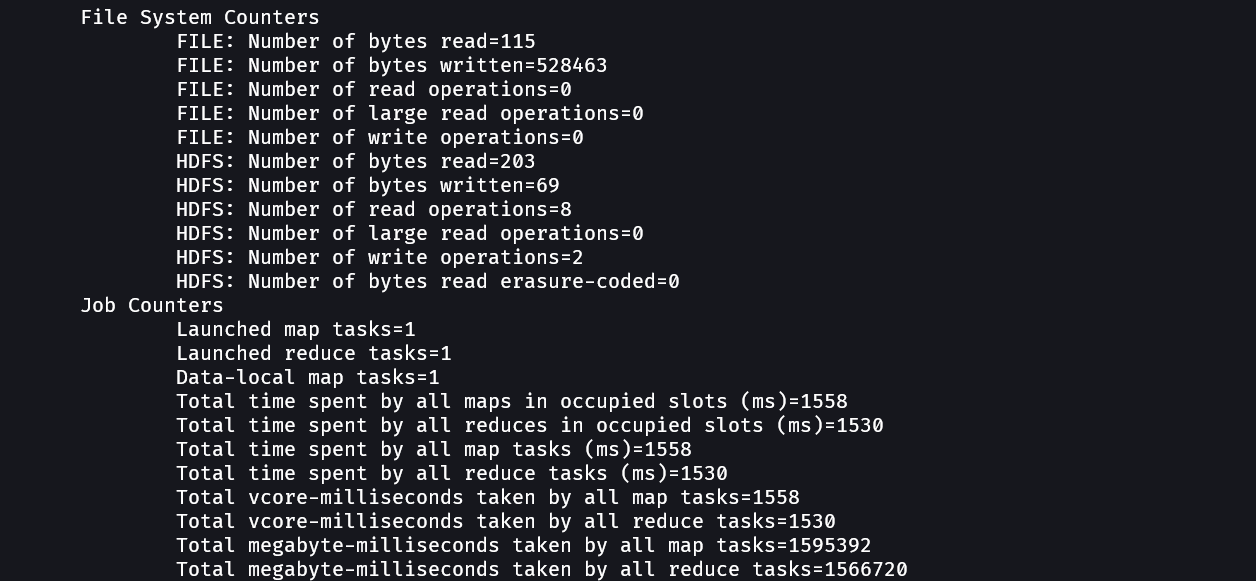 File System Counters
FILE: Number of bytes read=115
FILE: Number of bytes written=528463
FILE: Number of read operations=0
FILE: Number of large read operations=0
FILE: Number of write operations=0
HDFS: Number of bytes read=203
HDFS: Number of bytes written=69
HDFS: Number of read operations=8
HDFS: Number of large read operations=0
HDFS: Number of write operations=2
HDFS: Number of bytes read erasure-coded=0
Job Counters
Launched map tasks=1
Launched reduce tasks=1
Data-local map tasks=1
Total time spent by all maps in occupied slots (ms)=1558
Total time spent by all reduces in occupied slots (ms)=1530
Total time spent by all map tasks (ms)=1558
Total time spent by all reduce tasks (ms)=1530
Total vcore-milliseconds taken by all map tasks=1558
Total vcore-milliseconds taken by all reduce tasks=1530
Total megabyte-milliseconds taken by all map tasks=1595392
Total megabyte-milliseconds taken by all reduce tasks=1566720